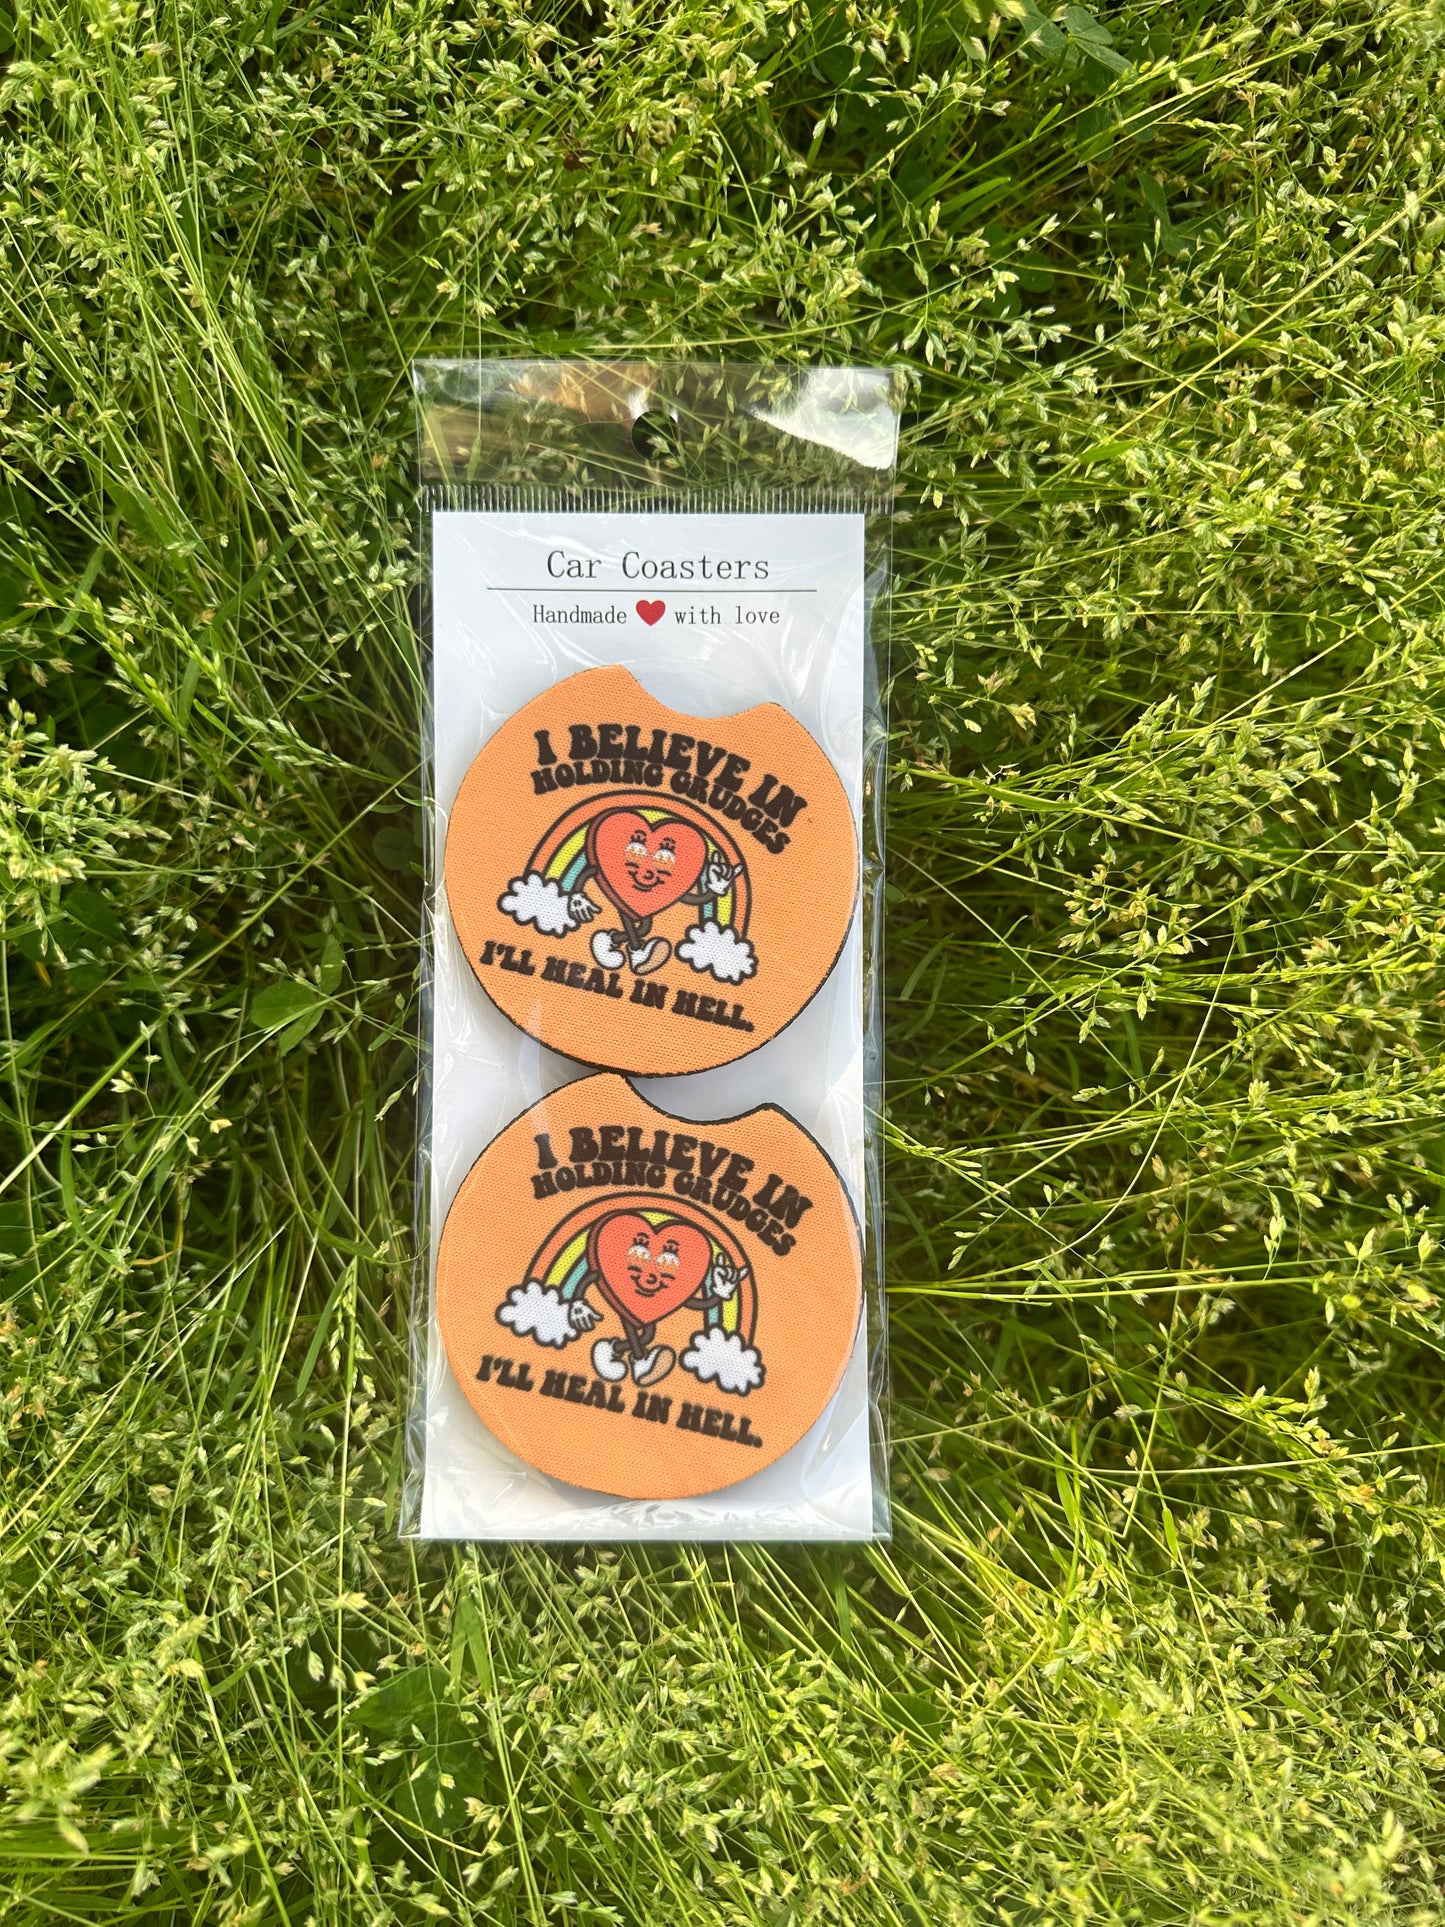 Car Coasters
Handmade ❤ with love
I BELIEVE IN
HOLDING GRUDGES
I'LL HEAL IN HELL.
I BELIEVE IN
HOLDING GRUDGES
I'LL HEAL IN HELL.